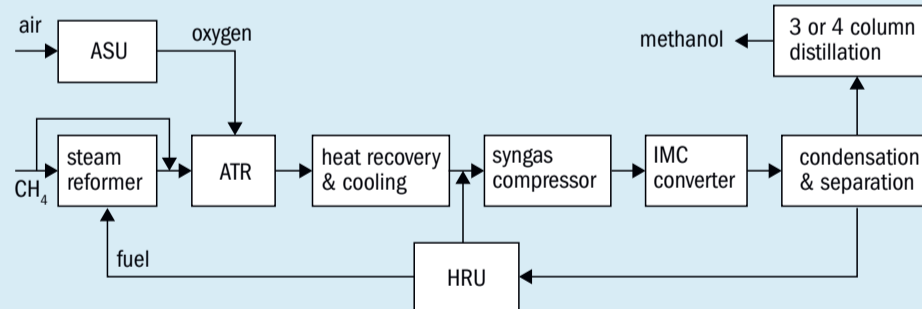 air
ASU
oxygen
methanol
3 or 4 column
distillation
CH4
steam
reformer
ATR
heat recovery
& cooling
syngas
compressor
IMC
converter
condensation
& separation
fuel
HRU